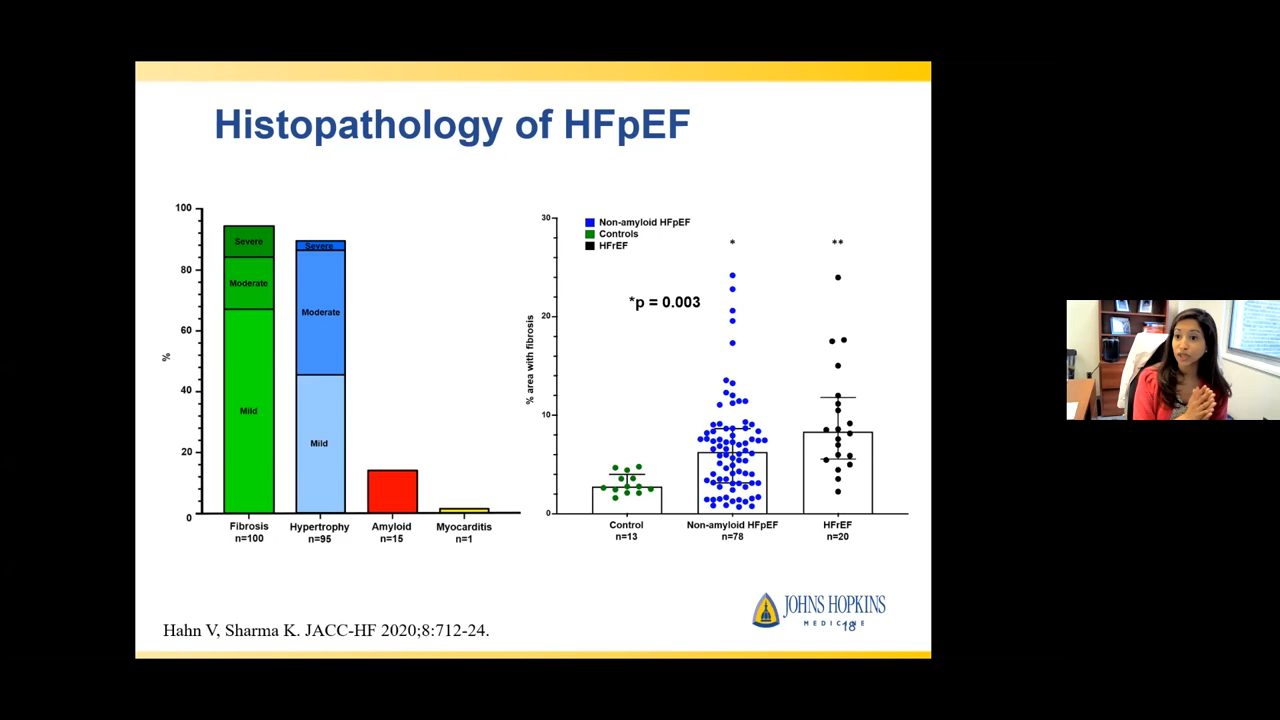 Histopathology of HFpEF
100
80
60
40
20
0
%
Severe
Moderate
Mild
Severe
Moderate
Mild
Fibrosis
n=100
Hypertrophy
n=95
Amyloid
n=15
Myocarditis
n=1
30
20
10
0
% area with fibrosis
Non-amyloid HFpEF
Controls
HFrEF
*
**
*p = 0.003
Control
n=13
Non-amyloid HFpEF
n=78
HFrEF
n=20
Hahn V, Sharma K. JACC-HF 2020;8:712-24.
JOHNS HOPKINS
MEDICINE
18